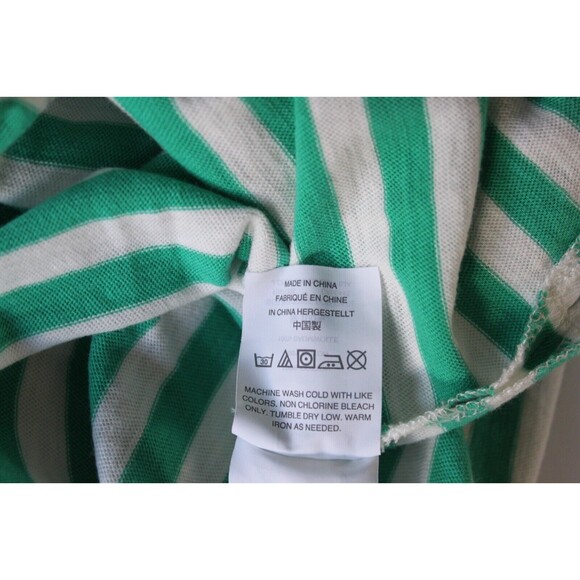 MADE IN CHINA
FABRIQUÉ EN CHINE
IN CHINA HERGESTELLT
中国製
30
MACHINE WASH COLD WITH LIKE
COLORS. NON CHLORINE BLEACH
ONLY. TUMBLE DRY LOW. WARM
IRON AS NEEDED.